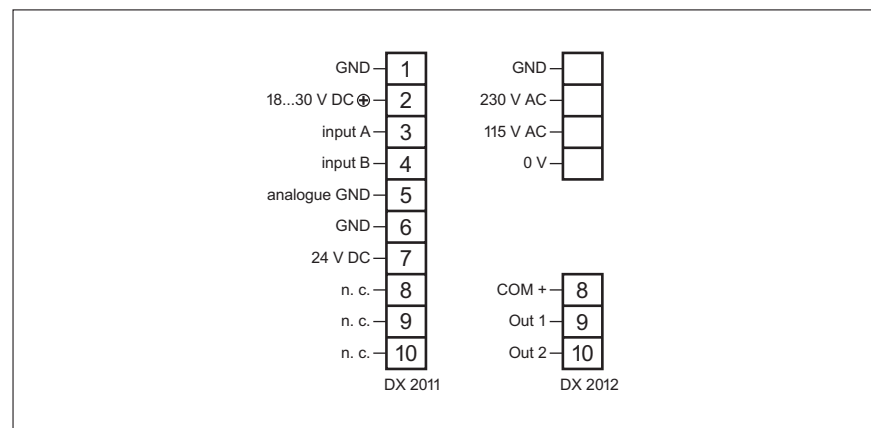 GND 1
18...30 V DC ⊕ 2
input A 3
input B 4
analogue GND 5
GND 6
24 V DC 7
n. c. 8
n. c. 9
n. c. 10
DX 2011
GND
230 V AC
115 V AC
0 V
COM + 8
Out 1 9
Out 2 10
DX 2012